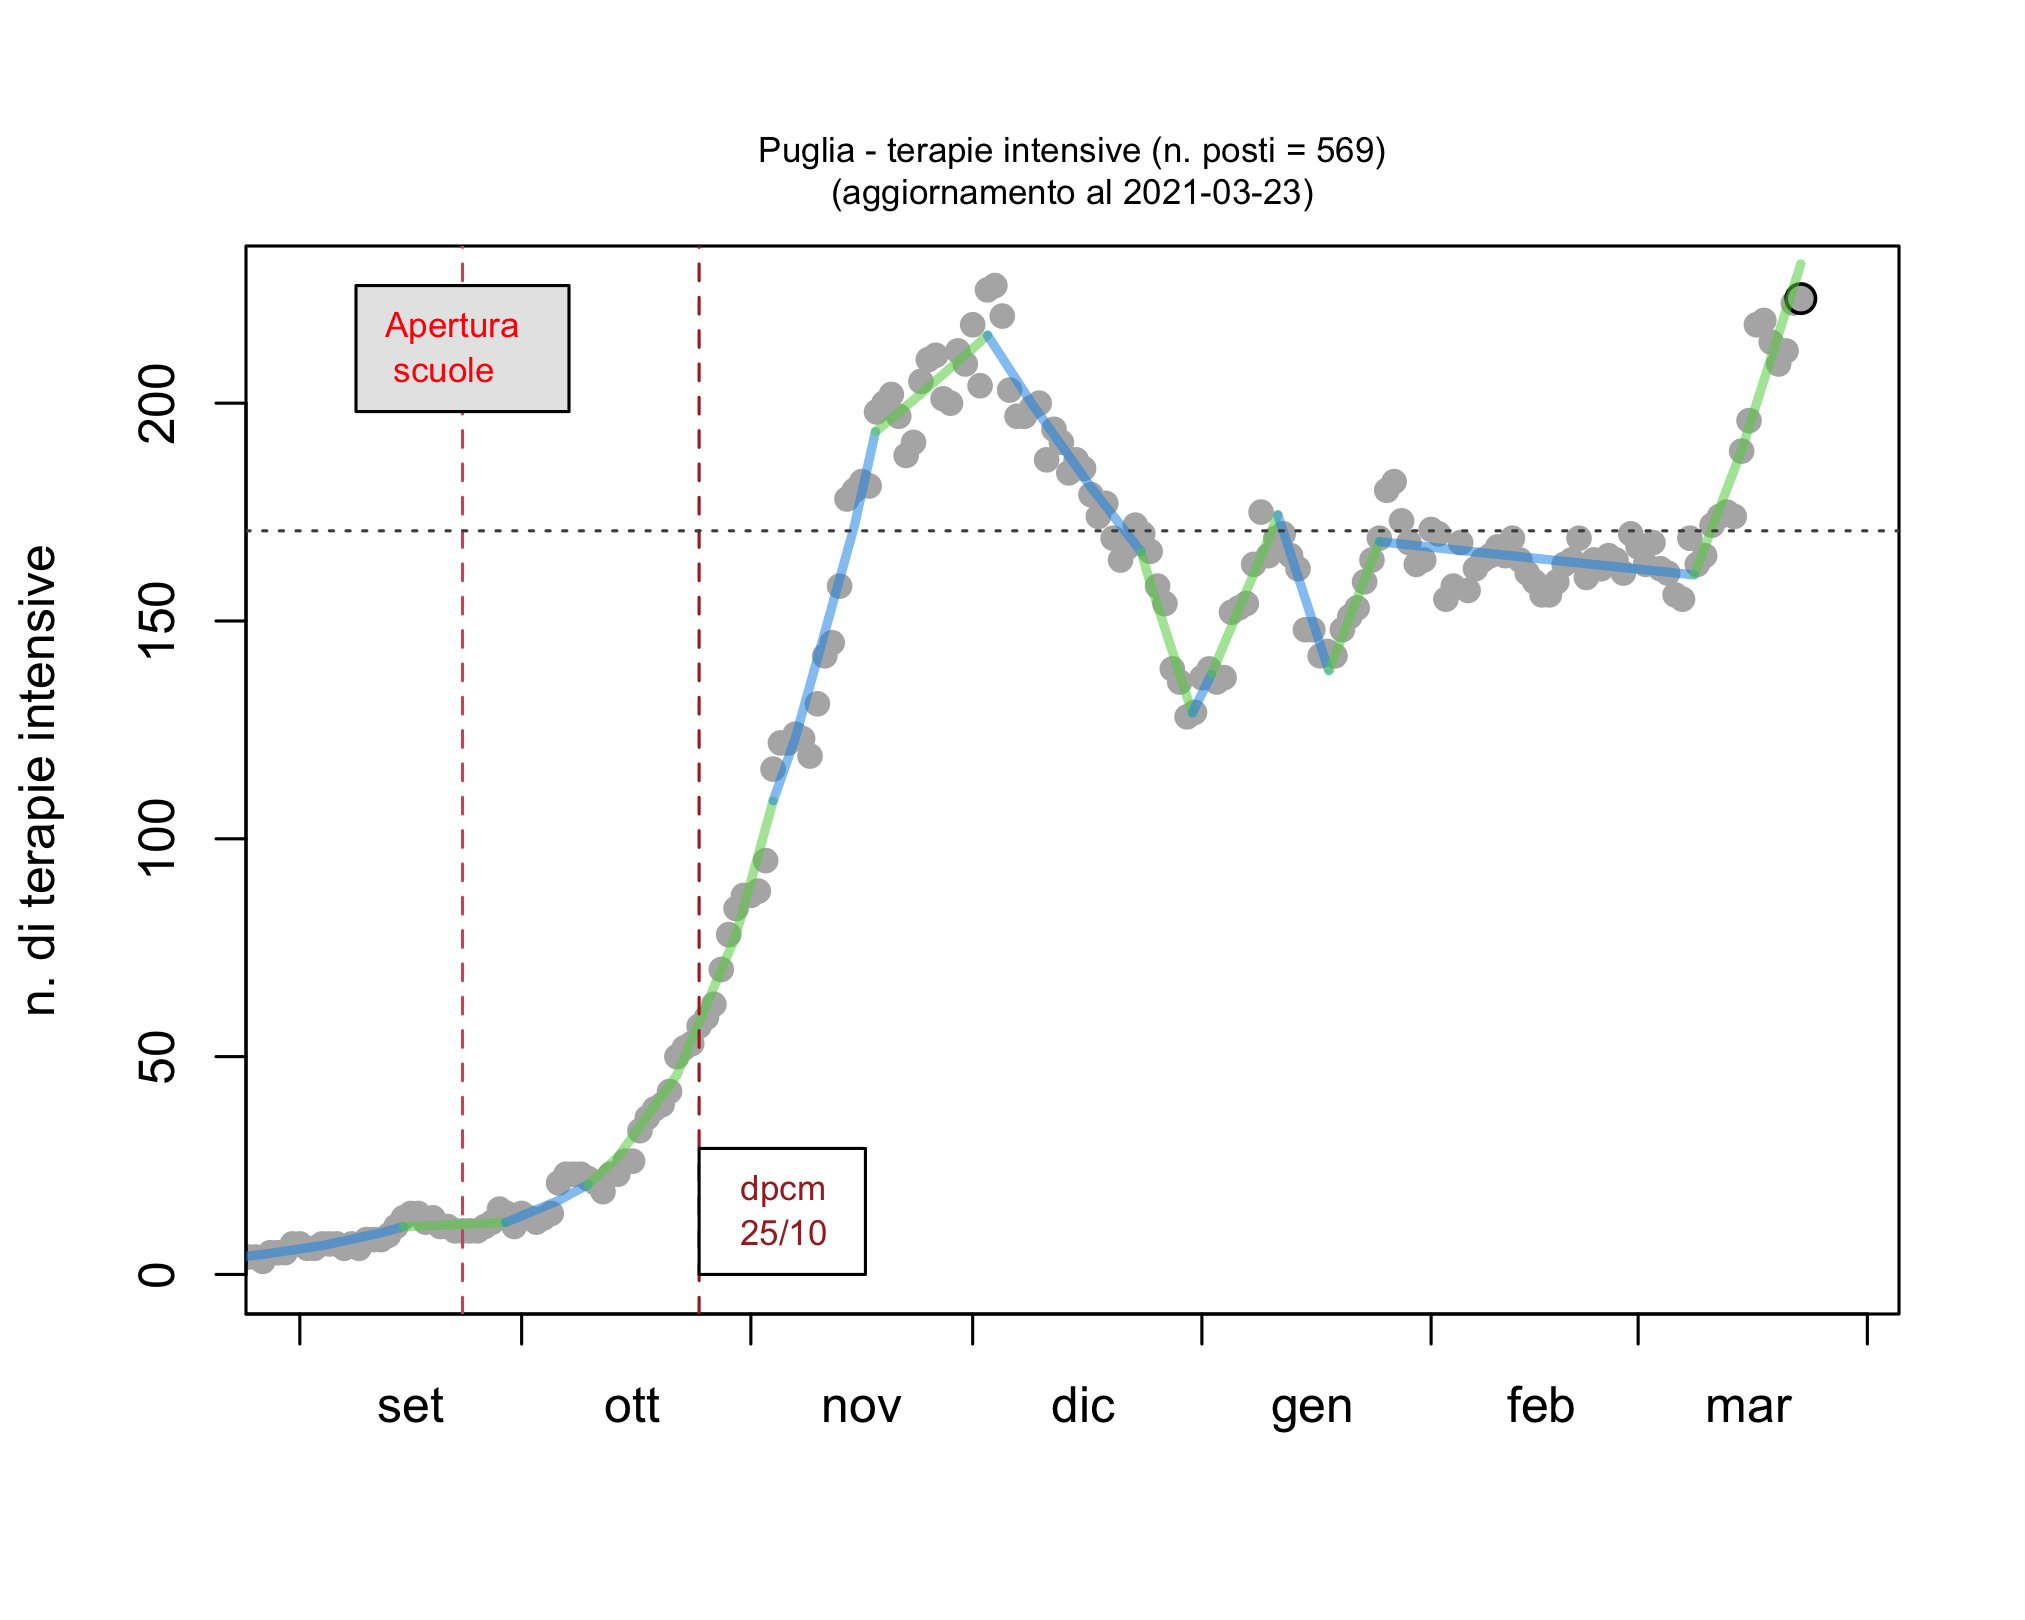 Puglia - terapie intensive (n. posti = 569)
(aggiornamento al 2021-03-23)
Apertura
scuole
n. di terapie intensive
200
150
100
50
0
dpcm
25/10
set ott nov dic gen feb mar